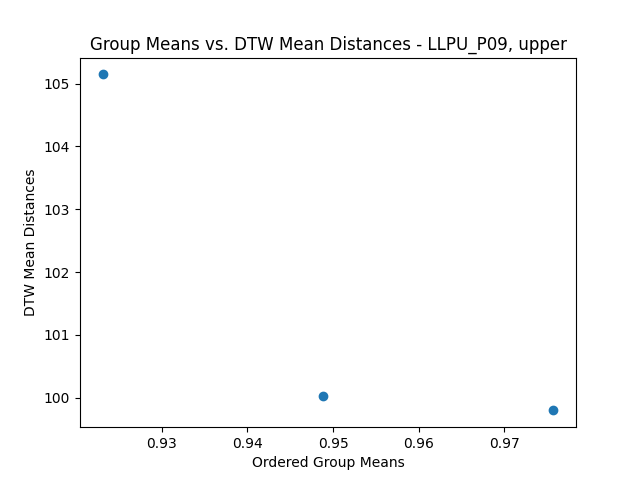 Group Means vs. DTW Mean Distances - LLPU_P09, upper
105
104
103
102
101
100
DTW Mean Distances
0.93 0.94 0.95 0.96 0.97
Ordered Group Means